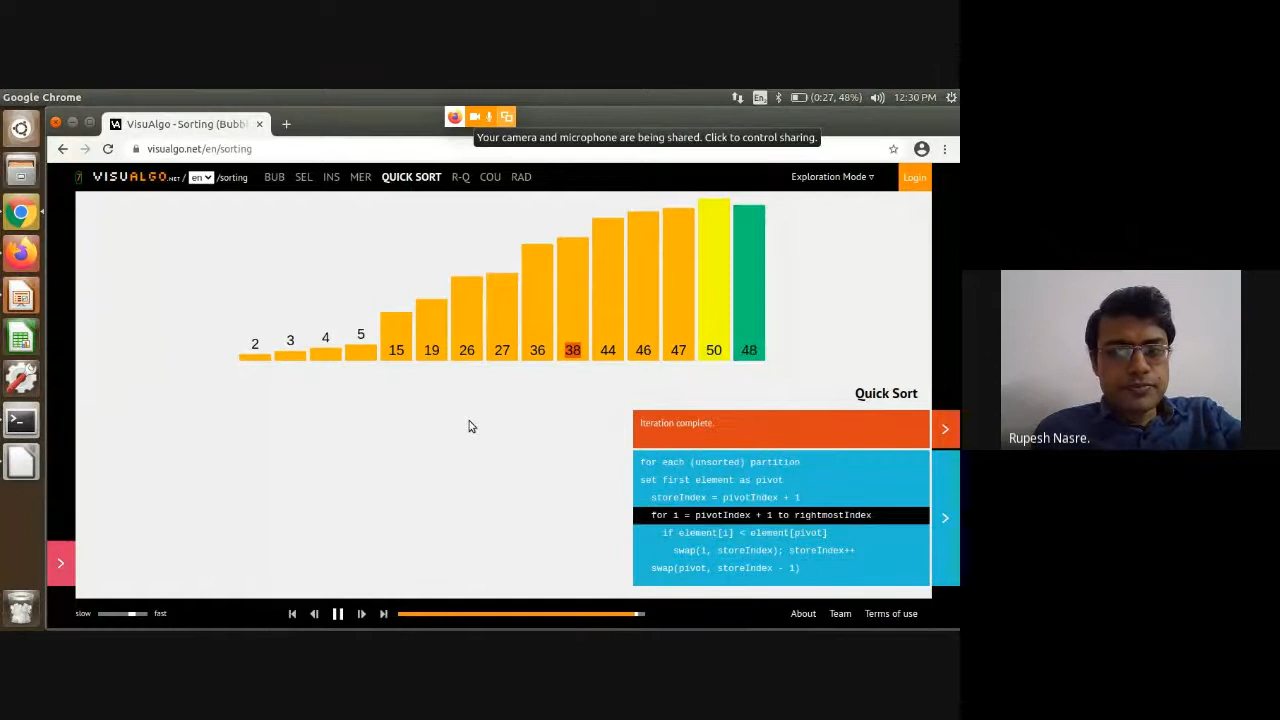 Google Chrome
En
(0:27, 48%)
12:30 PM
VisuAlgo - Sorting (Bubbl
Your camera and microphone are being shared. Click to control sharing.
visualgo.net/en/sorting
7 VISUALGO.NET / en /sorting BUB SEL INS MER QUICK SORT R-Q COU RAD Exploration Mode ▿ Login
2 3 4 5 15 19 26 27 36 38 44 46 47 50 48
Quick Sort
Iteration complete.
for each (unsorted) partition
set first element as pivot
storeIndex = pivotIndex + 1
for i = pivotIndex + 1 to rightmostIndex
if element[i] < element[pivot]
swap(i, storeIndex); storeIndex++
swap(pivot, storeIndex - 1)
Rupesh Nasre.
slow fast
About Team Terms of use